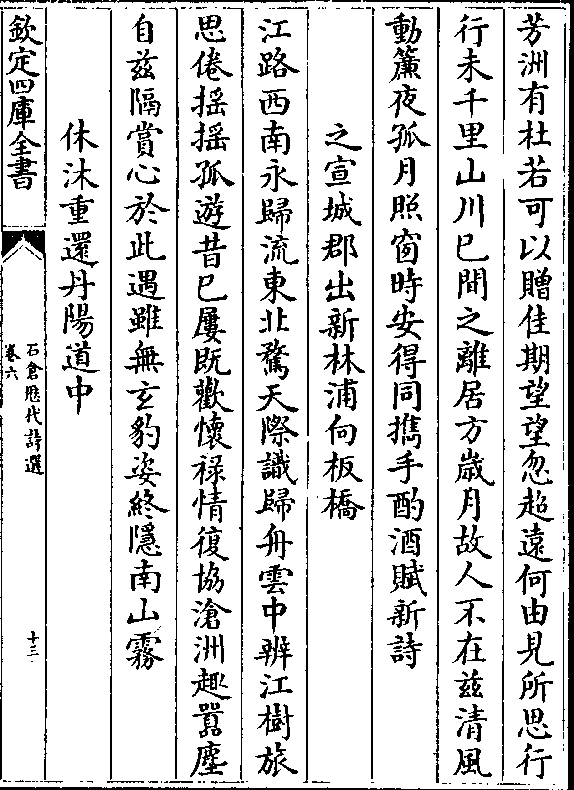 芳洲有杜若可以贈佳期望望忽超遠何由見所思行
行未千里山川已間之離居方歲月故人不在兹清風
動簾夜孤月照窗時安得同攜手酌酒賦新詩
之宣城郡出新林浦向板橋
江路西南永歸流東北騖天際識歸舟雲中辨江樹旅
思倦摇摇孤遊昔已屢既歡懷禄情復協滄洲趣囂塵
自兹隔賞心於此遇雖無玄豹姿終隱南山霧
休沐重還丹陽道中
欽定四庫全書
石倉歴代詩選
卷六
十三